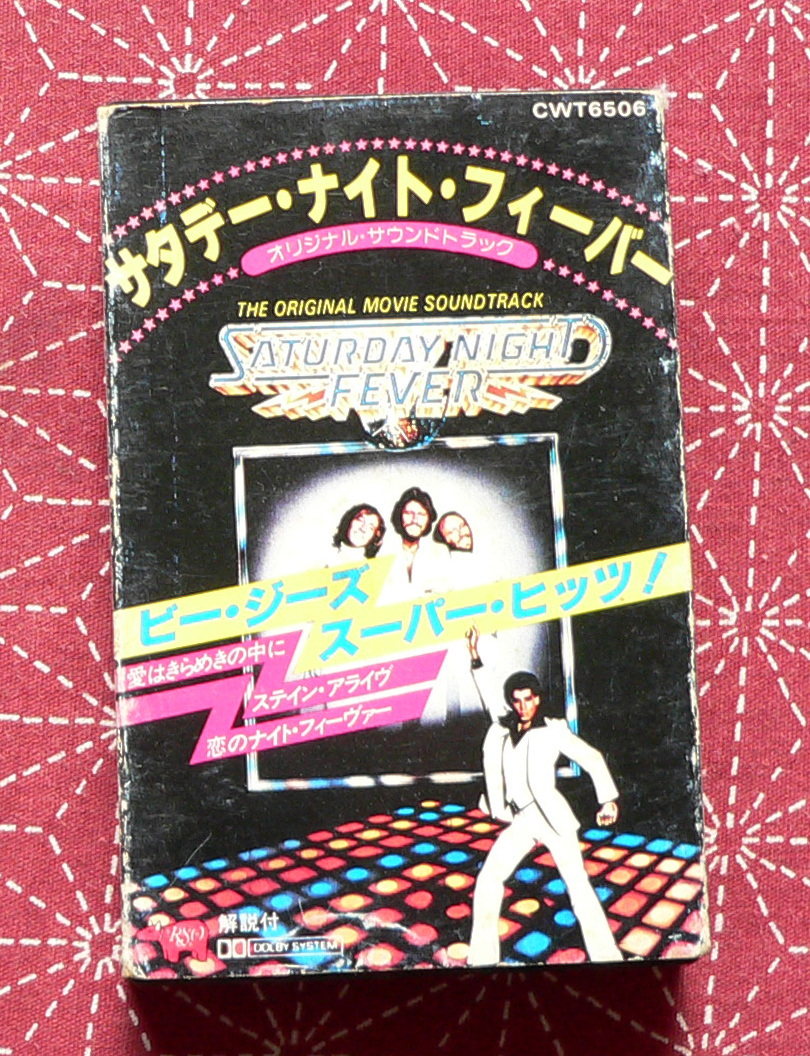 CWT6506
サタデー・ナイト・フィーバー
オリジナル・サウンドトラック
THE ORIGINAL MOVIE SOUNDTRACK
SATURDAY NIGHT
FEVER
ビー・ジーズ
スーパー・ヒッツ!
愛はきらめきの中に
ステイン・アライヴ
恋のナイト・フィーヴァー
RSO
解説付
DOLBY SYSTEM